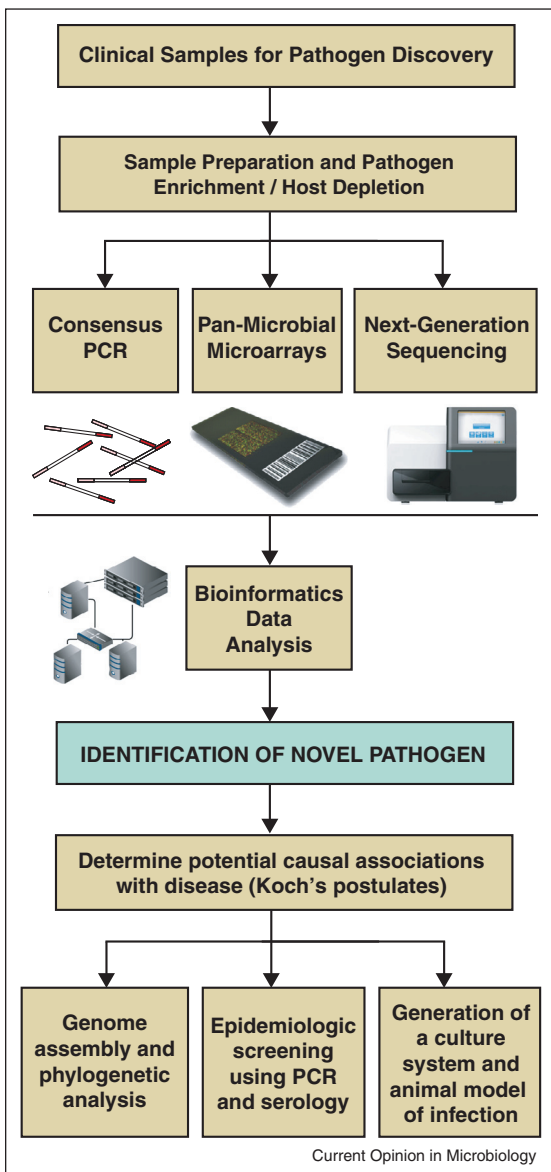 Clinical Samples for Pathogen Discovery
Sample Preparation and Pathogen
Enrichment / Host Depletion
Consensus
PCR
Pan-Microbial
Microarrays
Next-Generation
Sequencing
Bioinformatics
Data
Analysis
IDENTIFICATION OF NOVEL PATHOGEN
Determine potential causal associations
with disease (Koch's postulates)
Genome
assembly and
phylogenetic
analysis
Epidemiologic
screening
using PCR
and serology
Generation of
a culture
system and
animal model
of infection
Current Opinion in Microbiology